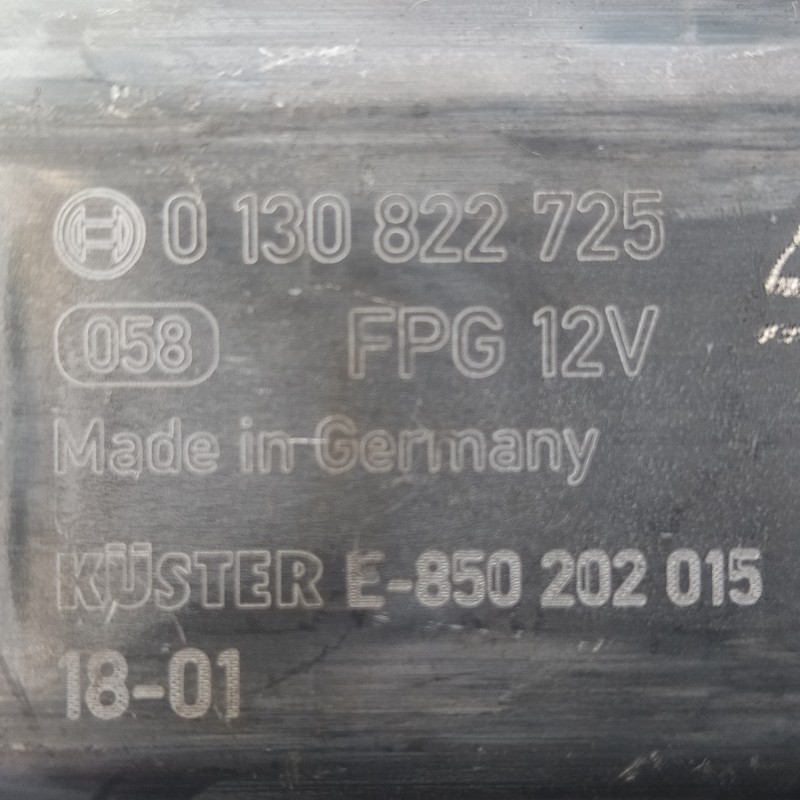 0 130 822 725
058 FPG 12V
Made in Germany
KÜSTER E-850 202 015
18-01